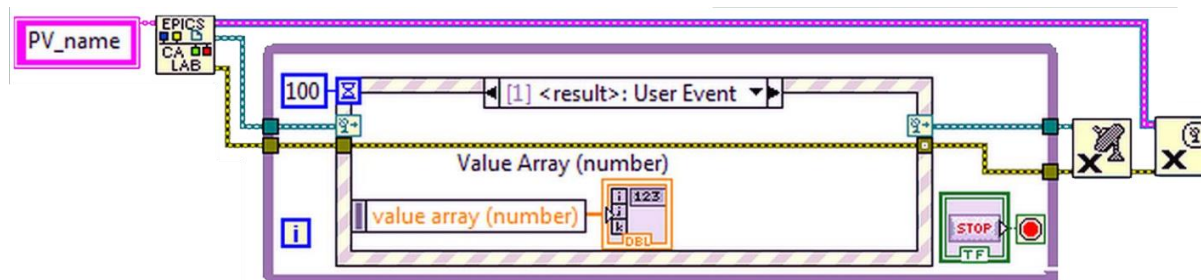 PV_name
EPICS
CA
LAB
100
[1] <result>: User Event
Value Array (number)
value array (number)
i
j
k
123
DBL
i
STOP
TF
X
X